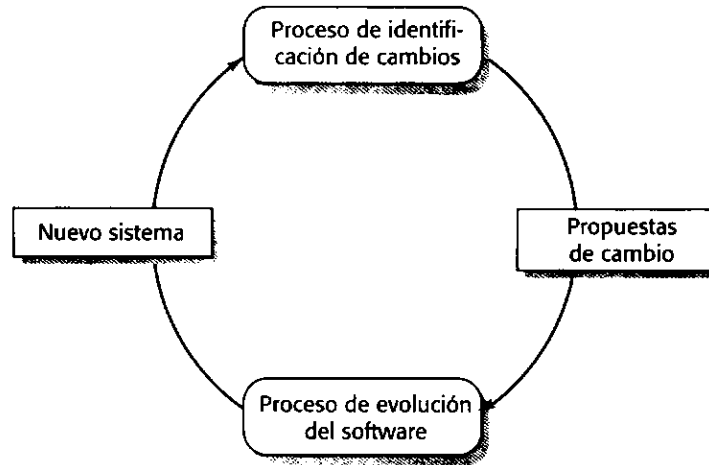 Proceso de identifi-
cación de cambios
Nuevo sistema
Propuestas
de cambio
Proceso de evolución
del software